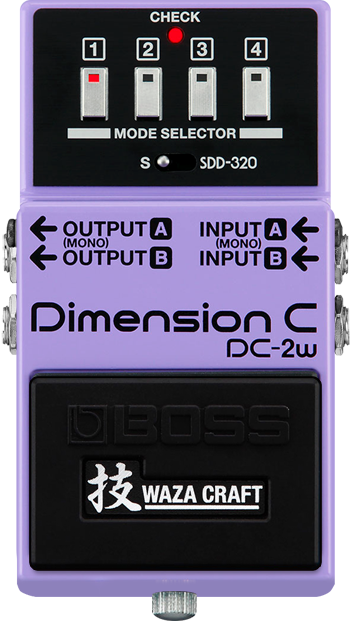 CHECK
1 2 3 4
MODE SELECTOR
S SDD-320
OUTPUT A INPUT A
(MONO) (MONO)
OUTPUT B INPUT B
Dimension C
DC-2w
BOSS
技 WAZA CRAFT